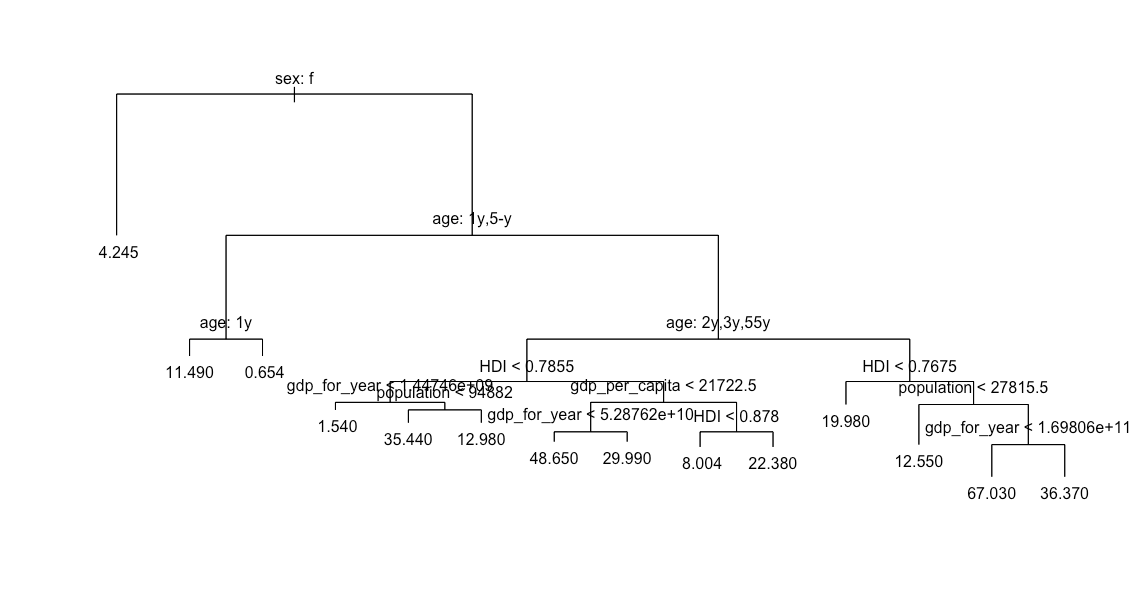 sex: f
age: 1y,5-y
4.245
age: 1y
age: 2y,3y,55y
11.490
0.654
HDI < 0.7855
HDI < 0.7675
gdp_for_year < 1.44746e+09
gdp_per_capita < 21722.5
population < 27815.5
population < 94882
1.540
35.440
12.980
gdp_for_year < 5.28762e+10
HDI < 0.878
19.980
gdp_for_year < 1.69806e+11
48.650
29.990
8.004
22.380
12.550
67.030
36.370